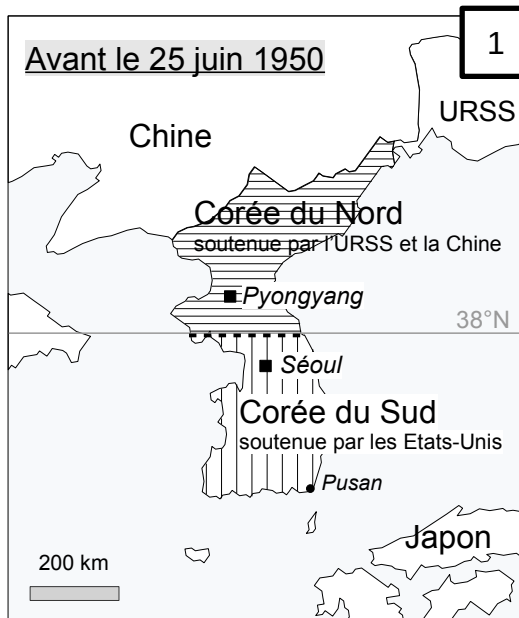 1
Avant le 25 juin 1950
URSS
Chine
Corée du Nord
soutenue par l'URSS et la Chine
Pyongyang
38°N
Séoul
Corée du Sud
soutenue par les Etats-Unis
Pusan
Japon
200 km